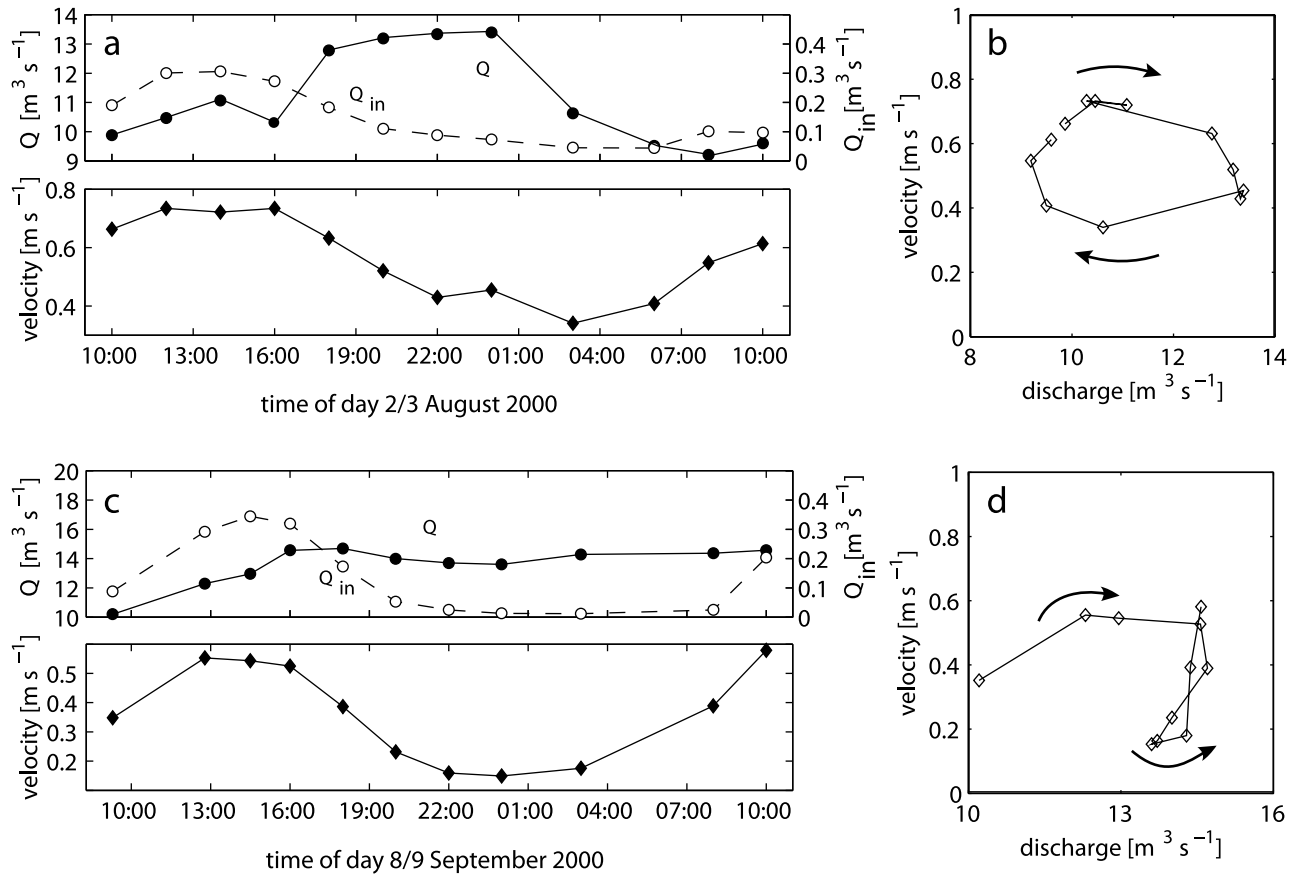 a
Q [m³ s⁻¹]
14
13
12
11
10
9
Q
Q in
0.4
0.3
0.2
0.1
0
Q in [m³ s⁻¹]
velocity [m s⁻¹]
0.8
0.6
0.4
10:00 13:00 16:00 19:00 22:00 01:00 04:00 07:00 10:00
time of day 2/3 August 2000
b
velocity [m s⁻¹]
1
0.8
0.6
0.4
0.2
0
8 10 12 14
discharge [m³ s⁻¹]
c
Q [m³ s⁻¹]
20
18
16
14
12
10
Q
Q in
0.4
0.3
0.2
0.1
0
Q in [m³ s⁻¹]
velocity [m s⁻¹]
0.5
0.4
0.3
0.2
10:00 13:00 16:00 19:00 22:00 01:00 04:00 07:00 10:00
time of day 8/9 September 2000
d
velocity [m s⁻¹]
1
0.8
0.6
0.4
0.2
0
10 13 16
discharge [m³ s⁻¹]